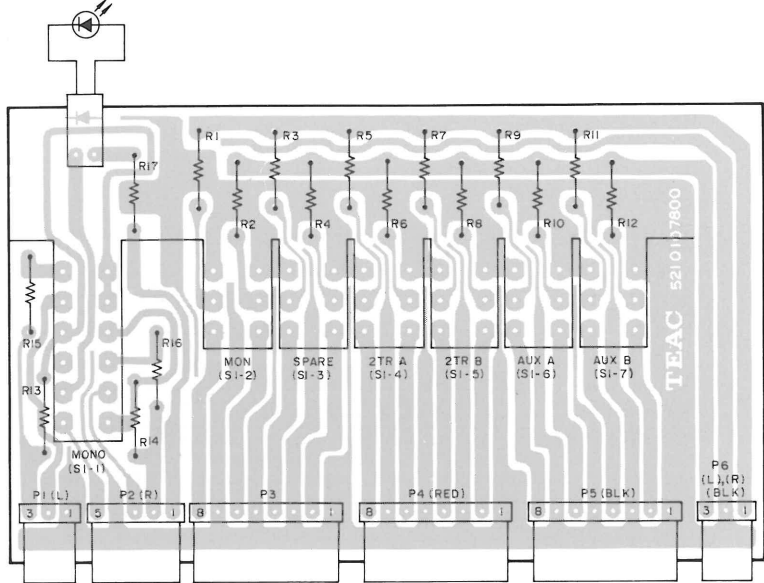 R1
R3
R5
R7
R9
R11
R17
R2
R4
R6
R8
R10
R12
TEAC 5210107800
R15
R16
R13
R14
MONO
(S1-1)
MON
(S1-2)
SPARE
(S1-3)
2TR A
(S1-4)
2TR B
(S1-5)
AUX A
(S1-6)
AUX B
(S1-7)
P1 (L)
3 1
P2 (R)
5 1
P3
8 1
P4 (RED)
8 1
P5 (BLK)
8 1
P6
(L),(R)
(BLK)
3 1